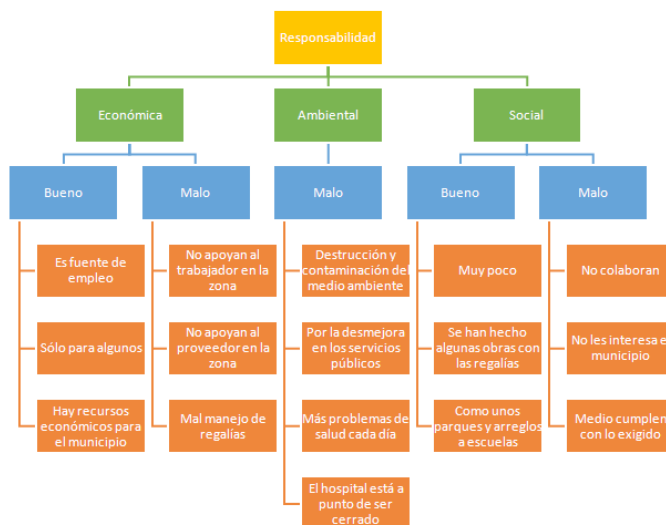 Responsabilidad
Económica
Ambiental
Social
Bueno
Malo
Malo
Bueno
Malo
Es fuente de
empleo
Sólo para algunos
Hay recursos
económicos para
el municipio
No apoyan al
trabajador en la
zona
No apoyan al
proveedor en la
zona
Mal manejo de
regalías
Destrucción y
contaminación del
medio ambiente
Por la desmejora
en los servicios
públicos
Más problemas de
salud cada día
El hospital está a
punto de ser
cerrado
Muy poco
Se han hecho
algunas obras con
las regalías
Como unos
parques y arreglos
a escuelas
No colaboran
No les interesa el
municipio
Medio cumplen
con lo exigido